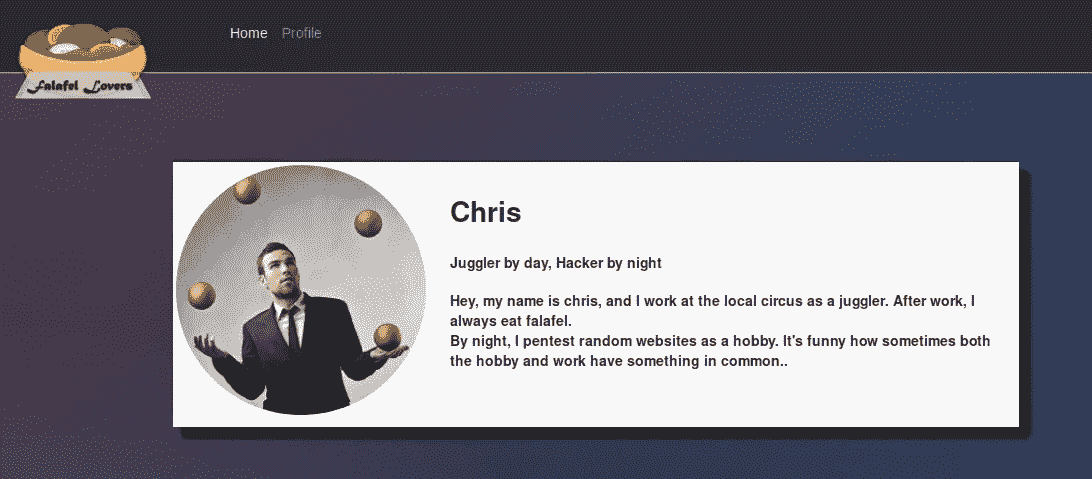 Home Profile
Falafel Lovers
Chris
Juggler by day, Hacker by night
Hey, my name is chris, and I work at the local circus as a juggler. After work, I
always eat falafel.
By night, I pentest random websites as a hobby. It's funny how sometimes both
the hobby and work have something in common..